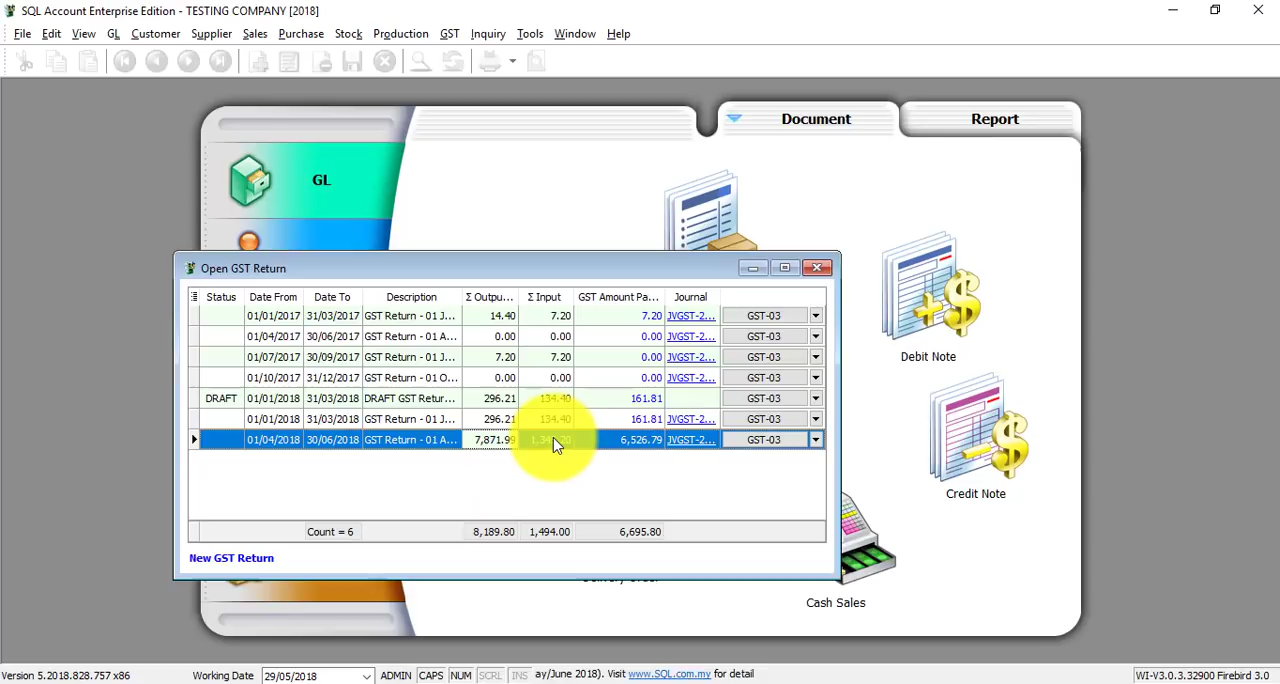 SQL Account Enterprise Edition - TESTING COMPANY [2018]
File Edit View GL Customer Supplier Sales Purchase Stock Production GST Inquiry Tools Window Help
Document Report
GL
Open GST Return
Status Date From Date To Description Σ Outpu... Σ Input GST Amount Pa... Journal
01/01/2017 31/03/2017 GST Return - 01 J... 14.40 7.20 7.20 JVGST-2... GST-03
01/04/2017 30/06/2017 GST Return - 01 A... 0.00 0.00 0.00 JVGST-2... GST-03
01/07/2017 30/09/2017 GST Return - 01 J... 7.20 7.20 0.00 JVGST-2... GST-03
01/10/2017 31/12/2017 GST Return - 01 O... 0.00 0.00 0.00 JVGST-2... GST-03
DRAFT 01/01/2018 31/03/2018 DRAFT GST Retur... 296.21 134.40 161.81 GST-03
01/01/2018 31/03/2018 GST Return - 01 J... 296.21 134.40 161.81 JVGST-2... GST-03
01/04/2018 30/06/2018 GST Return - 01 A... 7,871.99 6,526.79 JVGST-2... GST-03
Count = 6 8,189.80 1,494.00 6,695.80
New GST Return
Debit Note
Credit Note
Delivery Order
Cash Sales
Version 5.2018.828.757 x86 Working Date 29/05/2018 ADMIN CAPS NUM SCRL INS ay/June 2018). Visit www.SQL.com.my for detail WI-V3.0.3.32900 Firebird 3.0